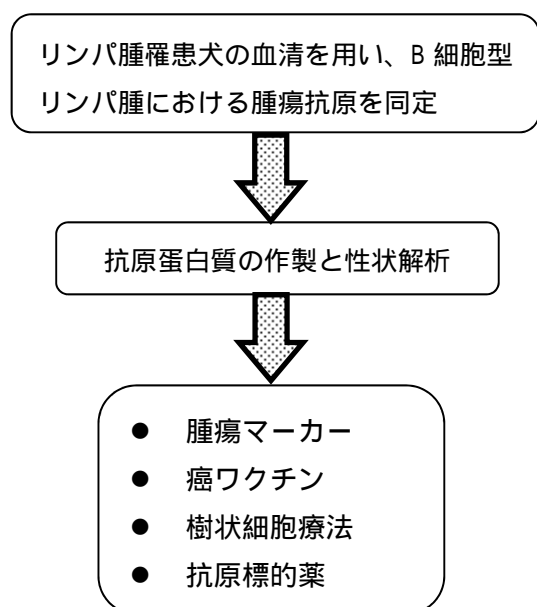 リンパ腫罹患犬の血清を用い、B 細胞型
リンパ腫における腫瘍抗原を同定
抗原蛋白質の作製と性状解析
● 腫瘍マーカー
● 癌ワクチン
● 樹状細胞療法
● 抗原標的薬